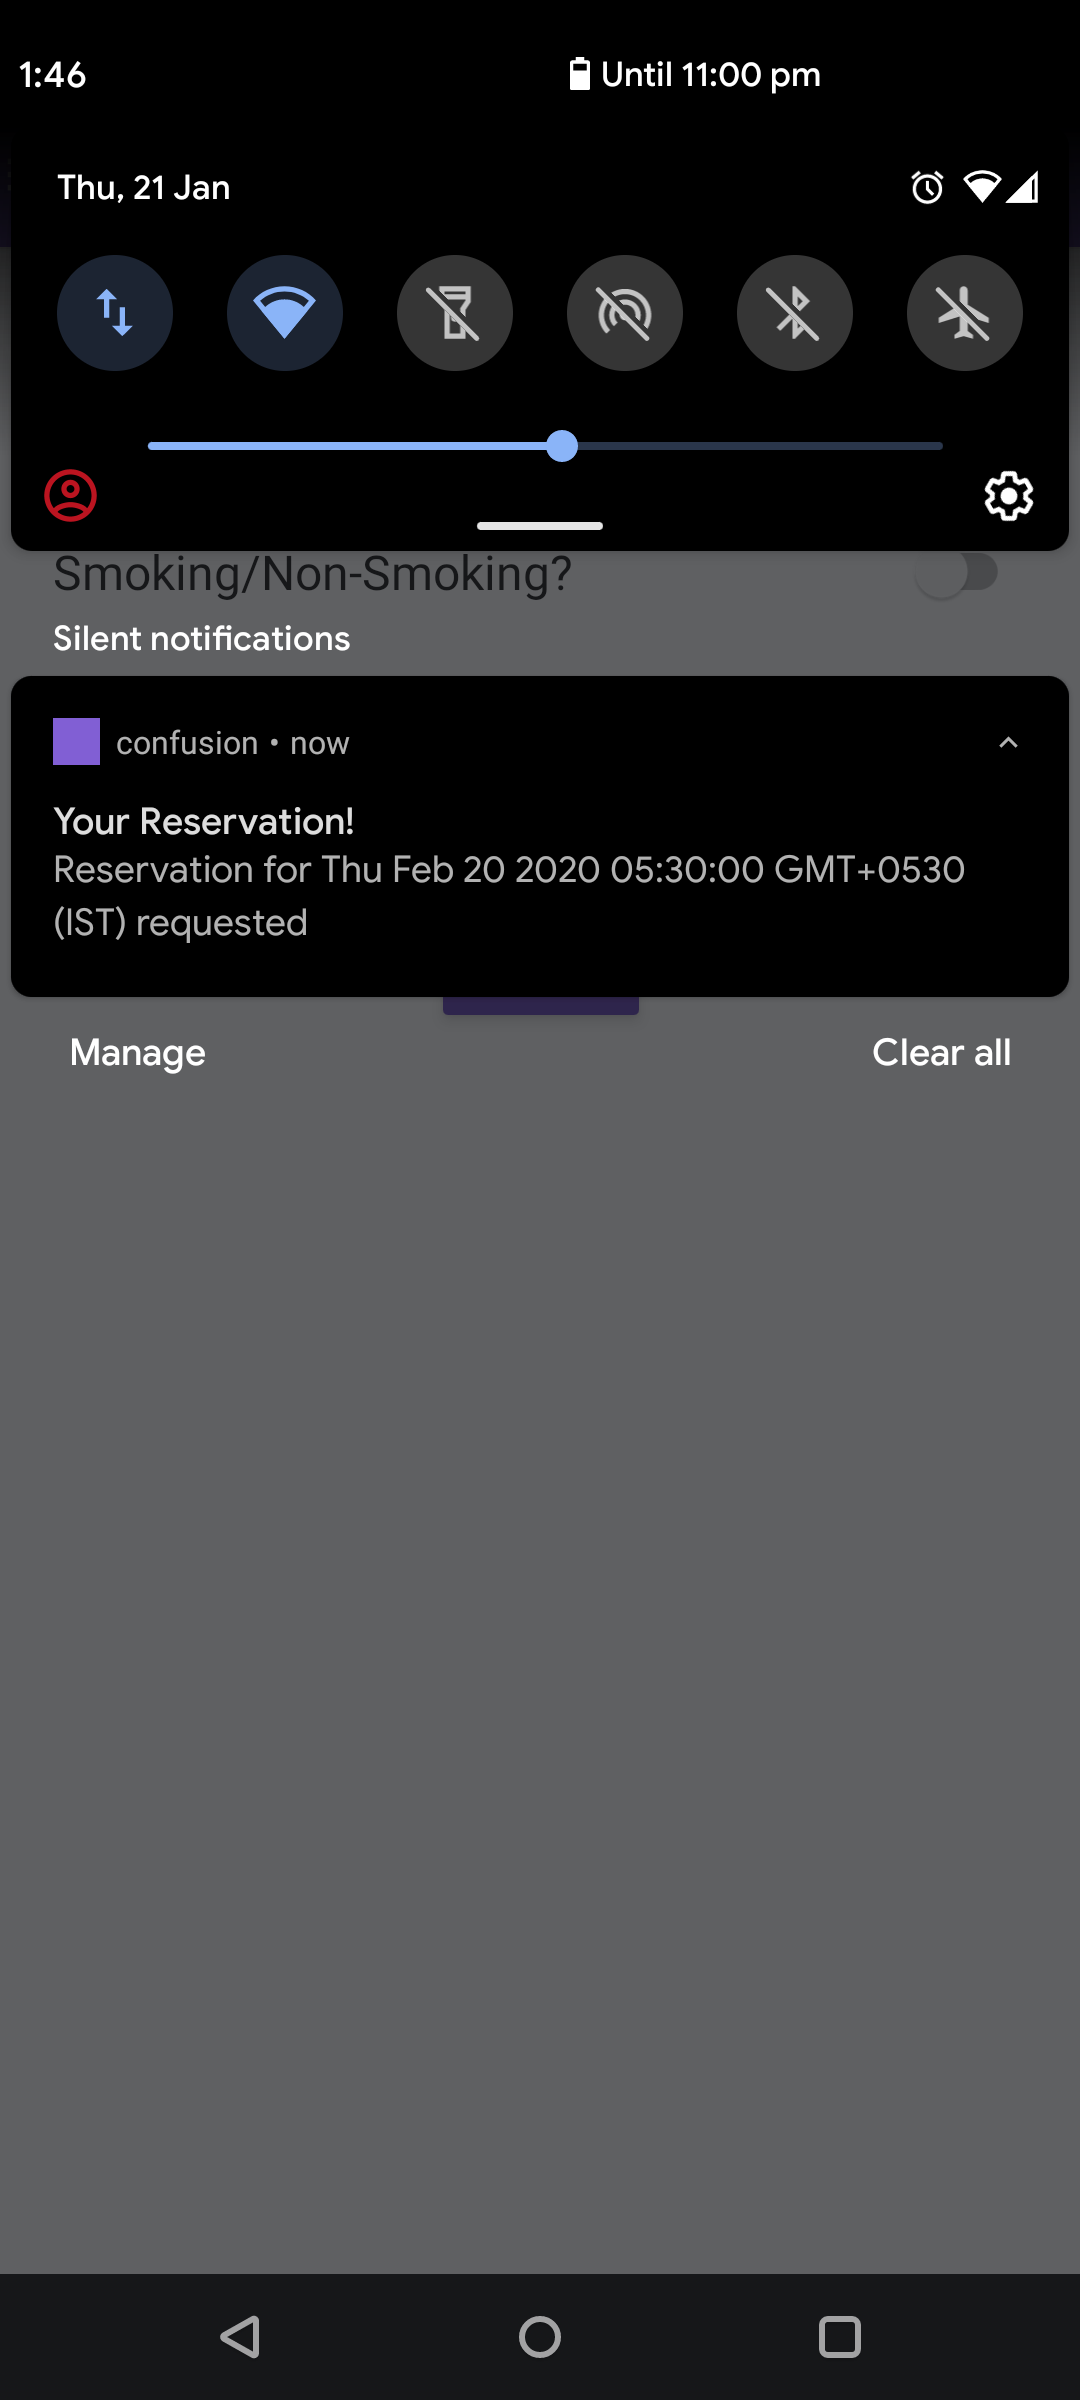 1:46
Until 11:00 pm
Thu, 21 Jan
Smoking/Non-Smoking?
Silent notifications
confusion • now
Your Reservation!
Reservation for Thu Feb 20 2020 05:30:00 GMT+0530
(IST) requested
Manage
Clear all